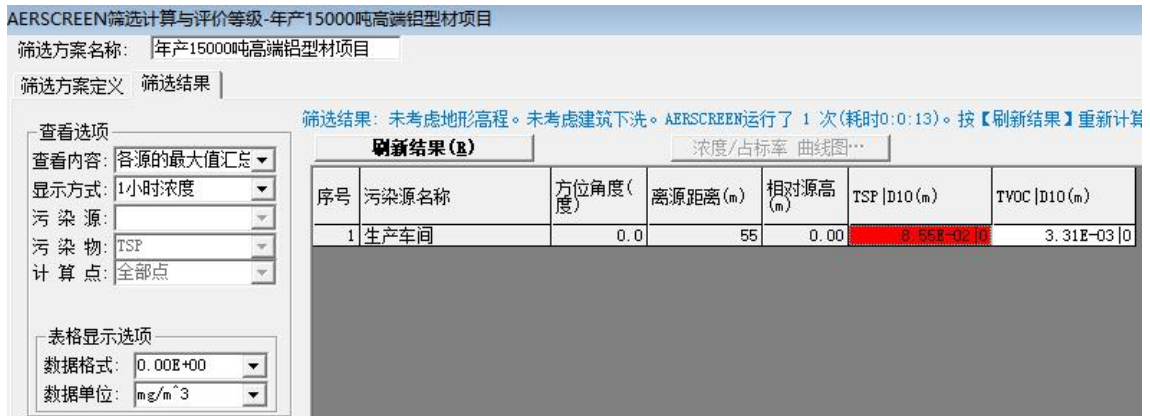 AERSCREEN筛选计算与评价等级-年产15000吨高端铝型材项目
筛选方案名称: 年产15000吨高端铝型材项目
筛选方案定义 筛选结果
筛选结果: 未考虑地形高程。未考虑建筑下洗。AERSCREEN运行了 1 次(耗时0:0:13)。按【刷新结果】重新计算
查看选项
刷新结果(R) 浓度/占标率 曲线图…
查看内容: 各源的最大值汇总
显示方式: 1小时浓度
污 染 源:
污 染 物: TSP
计 算 点: 全部点
序号 污染源名称 方位角度(度) 离源距离(m) 相对源高(m) TSP|D10(m) TVOC|D10(m)
1 生产车间 0.0 55 0.00 8.55E-02|0 3.31E-03|0
表格显示选项
数据格式: 0.00E+00
数据单位: mg/m^3